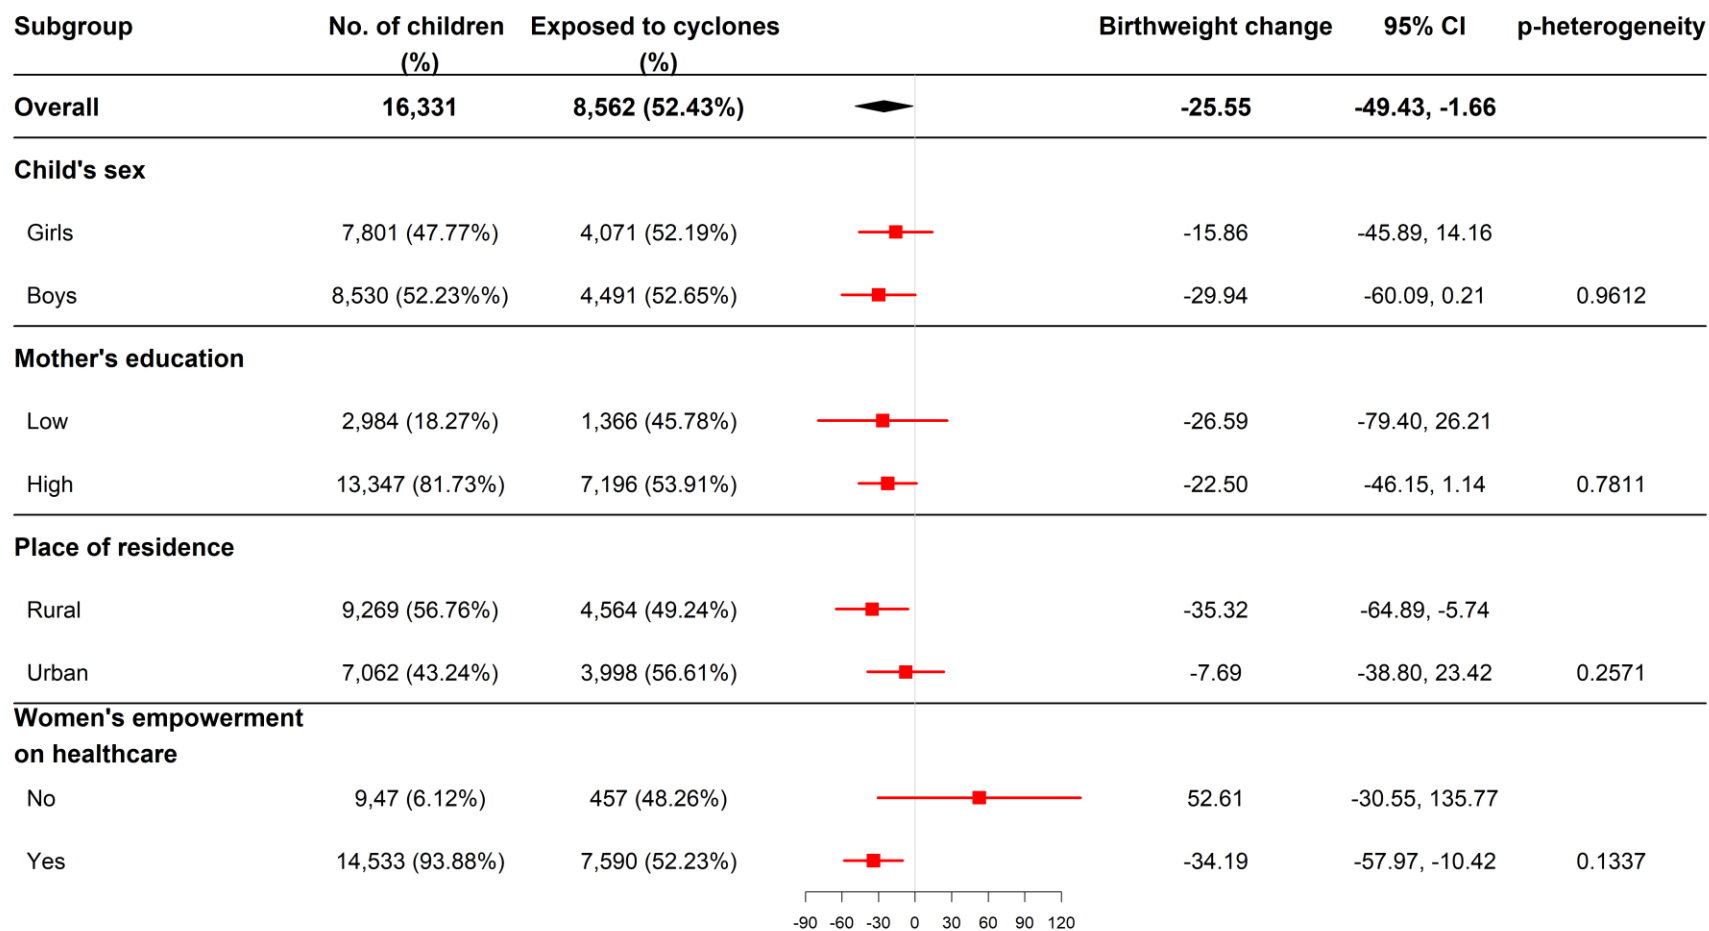 Subgroup No. of children Exposed to cyclones Birthweight change 95% CI p-heterogeneity
(%) (%)
Overall 16,331 8,562 (52.43%) -25.55 -49.43, -1.66
Child's sex
Girls 7,801 (47.77%) 4,071 (52.19%) -15.86 -45.89, 14.16
Boys 8,530 (52.23%%) 4,491 (52.65%) -29.94 -60.09, 0.21 0.9612
Mother's education
Low 2,984 (18.27%) 1,366 (45.78%) -26.59 -79.40, 26.21
High 13,347 (81.73%) 7,196 (53.91%) -22.50 -46.15, 1.14 0.7811
Place of residence
Rural 9,269 (56.76%) 4,564 (49.24%) -35.32 -64.89, -5.74
Urban 7,062 (43.24%) 3,998 (56.61%) -7.69 -38.80, 23.42 0.2571
Women's empowerment
on healthcare
No 9,47 (6.12%) 457 (48.26%) 52.61 -30.55, 135.77
Yes 14,533 (93.88%) 7,590 (52.23%) -34.19 -57.97, -10.42 0.1337
-90 -60 -30 0 30 60 90 120